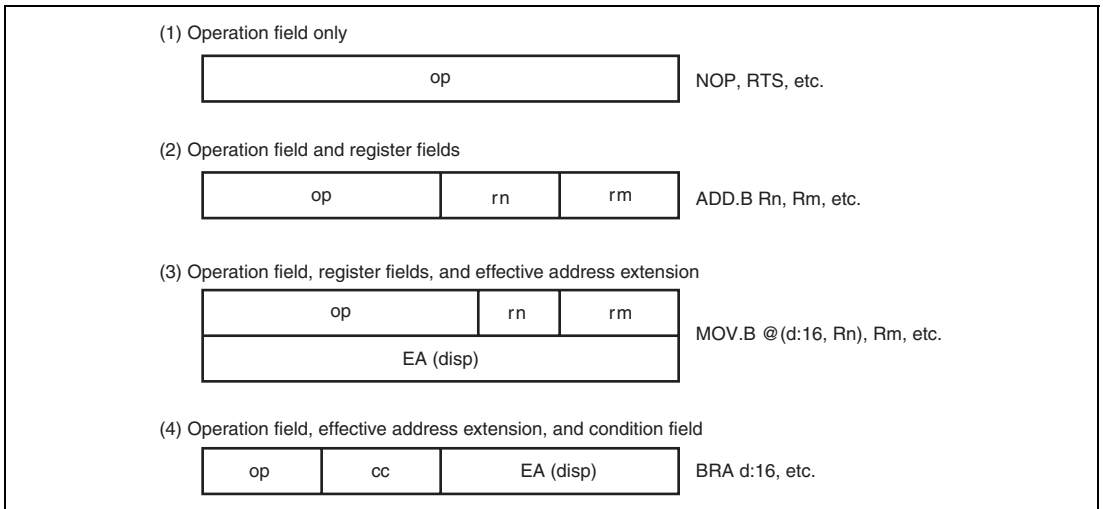 (1) Operation field only
op
NOP, RTS, etc.
(2) Operation field and register fields
op rn rm
ADD.B Rn, Rm, etc.
(3) Operation field, register fields, and effective address extension
op rn rm
EA (disp)
MOV.B @(d:16, Rn), Rm, etc.
(4) Operation field, effective address extension, and condition field
op cc EA (disp)
BRA d:16, etc.